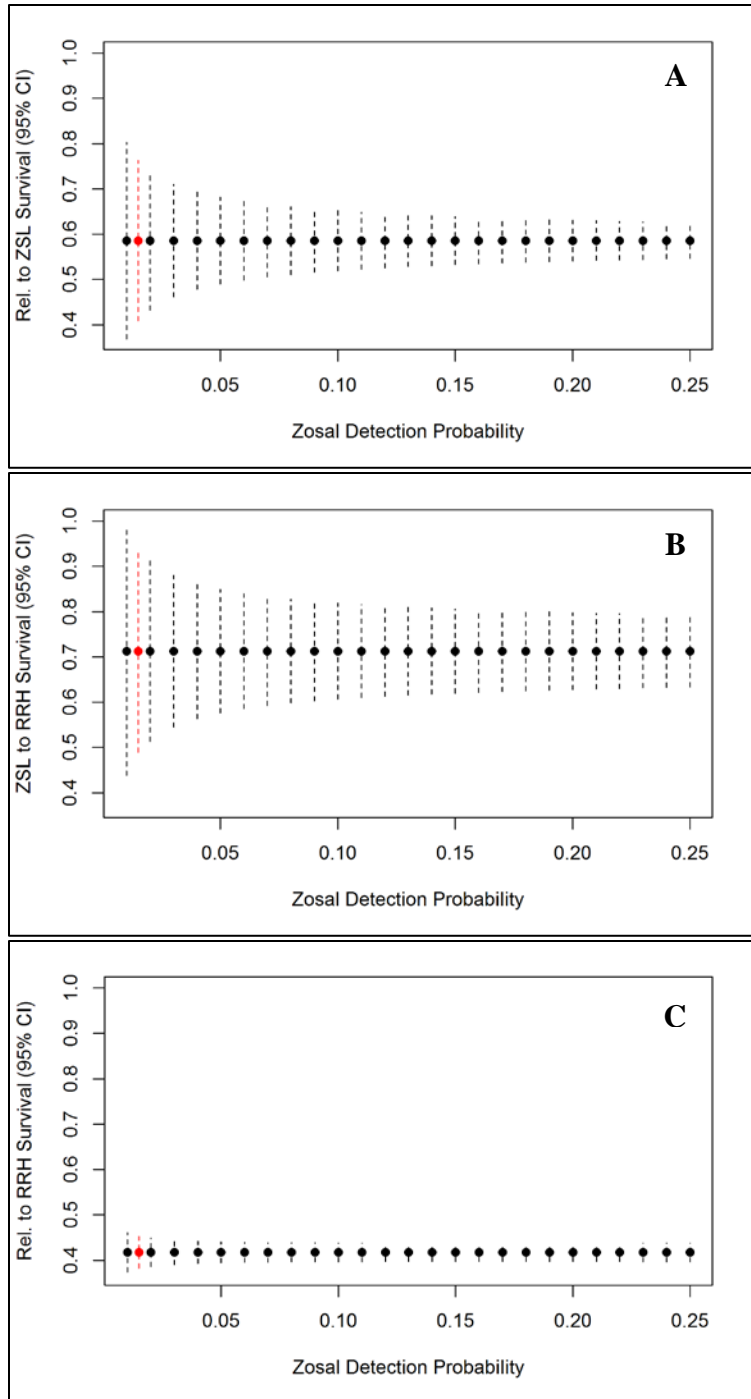 A
Rel. to ZSL Survival (95% CI)
1.0
0.9
0.8
0.7
0.6
0.5
0.4
0.05 0.10 0.15 0.20 0.25
Zosal Detection Probability
B
ZSL to RRH Survival (95% CI)
1.0
0.9
0.8
0.7
0.6
0.5
0.4
0.05 0.10 0.15 0.20 0.25
Zosal Detection Probability
C
Rel. to RRH Survival (95% CI)
1.0
0.9
0.8
0.7
0.6
0.5
0.4
0.05 0.10 0.15 0.20 0.25
Zosal Detection Probability